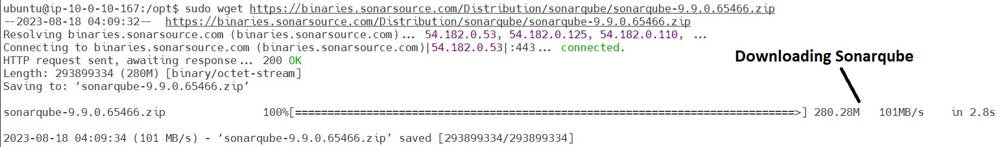 ubuntu@ip-10-0-10-167:/opt$ sudo wget https://binaries.sonarsource.com/Distribution/sonarqube/sonarqube-9.9.0.65466.zip
--2023-08-18 04:09:32--  https://binaries.sonarsource.com/Distribution/sonarqube/sonarqube-9.9.0.65466.zip
Resolving binaries.sonarsource.com (binaries.sonarsource.com)... 54.182.0.53, 54.182.0.125, 54.182.0.110, ...
Connecting to binaries.sonarsource.com (binaries.sonarsource.com)|54.182.0.53|:443... connected.
HTTP request sent, awaiting response... 200 OK
Downloading Sonarqube
Length: 293899334 (280M) [binary/octet-stream]
Saving to: ‘sonarqube-9.9.0.65466.zip’
sonarqube-9.9.0.65466.zip 100%[=============================================================================>] 280.28M 101MB/s in 2.8s
2023-08-18 04:09:34 (101 MB/s) - ‘sonarqube-9.9.0.65466.zip’ saved [293899334/293899334]